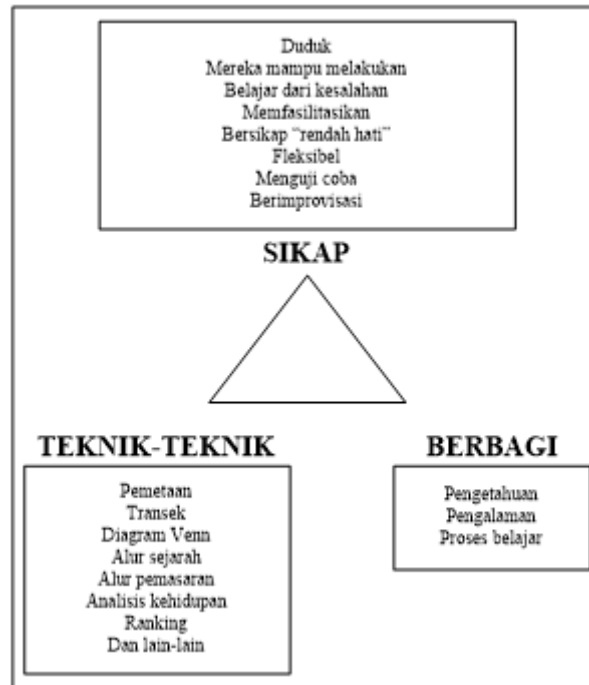 Duduk
Mereka mampu melakukan
Belajar dari kesalahan
Memfasilitasikan
Bersikap “rendah hati”
Fleksibel
Menguji coba
Berimprovisasi
SIKAP
TEKNIK-TEKNIK
Pemetaan
Transek
Diagram Venn
Alur sejarah
Alur pemasaran
Analisis kehidupan
Ranking
Dan lain-lain
BERBAGI
Pengetahuan
Pengalaman
Proses belajar